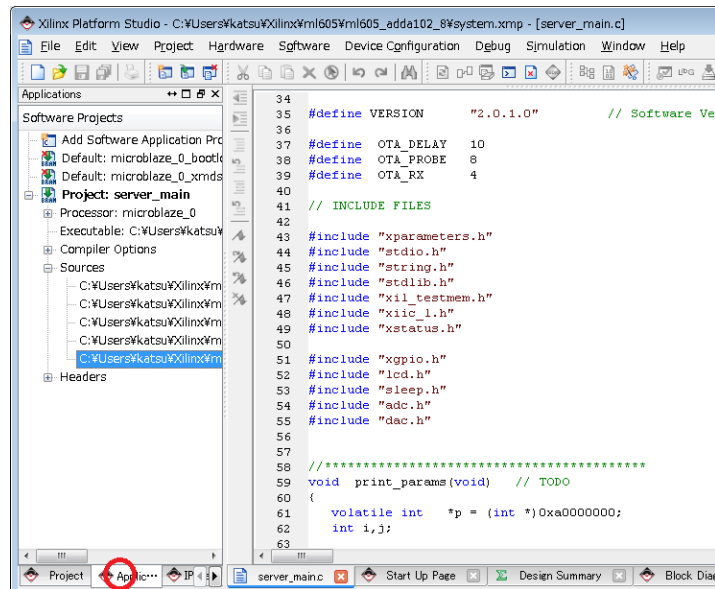 Xilinx Platform Studio - C:¥Users¥katsu¥Xilinx¥ml605¥ml605_adda102_8¥system.xmp - [server_main.c]
File Edit View Project Hardware Software Device Configuration Debug Simulation Window Help
Applications
Software Projects
Add Software Application Pro
Default: microblaze_0_bootlo
Default: microblaze_0_xmds
Project: server_main
Processor: microblaze_0
Executable: C:¥Users¥katsu¥
Compiler Options
Sources
C:¥Users¥katsu¥Xilinx¥m
C:¥Users¥katsu¥Xilinx¥m
C:¥Users¥katsu¥Xilinx¥m
C:¥Users¥katsu¥Xilinx¥m
C:¥Users¥katsu¥Xilinx¥m
Headers
34
35 #define VERSION "2.0.1.0" // Software Ve
36
37 #define OTA_DELAY 10
38 #define OTA_PROBE 8
39 #define OTA_RX 4
40
41 // INCLUDE FILES
42
43 #include "xparameters.h"
44 #include "stdio.h"
45 #include "string.h"
46 #include "stdlib.h"
47 #include "xil_testmem.h"
48 #include "xiic_l.h"
49 #include "xstatus.h"
50
51 #include "xgpio.h"
52 #include "lcd.h"
53 #include "sleep.h"
54 #include "adc.h"
55 #include "dac.h"
56
57
58 //******************************************
59 void print_params(void) // TODO
60 {
61 volatile int *p = (int *)0xa0000000;
62 int i,j;
63
Project Applic··· IP
server_main.c Start Up Page Design Summary Block Dia